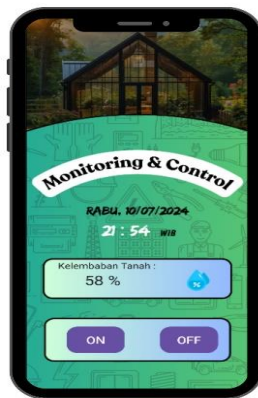 Monitoring & Control
RABU, 10/07/2024
21 : 54 WIB
Kelembaban Tanah :
58 %
%
ON
OFF